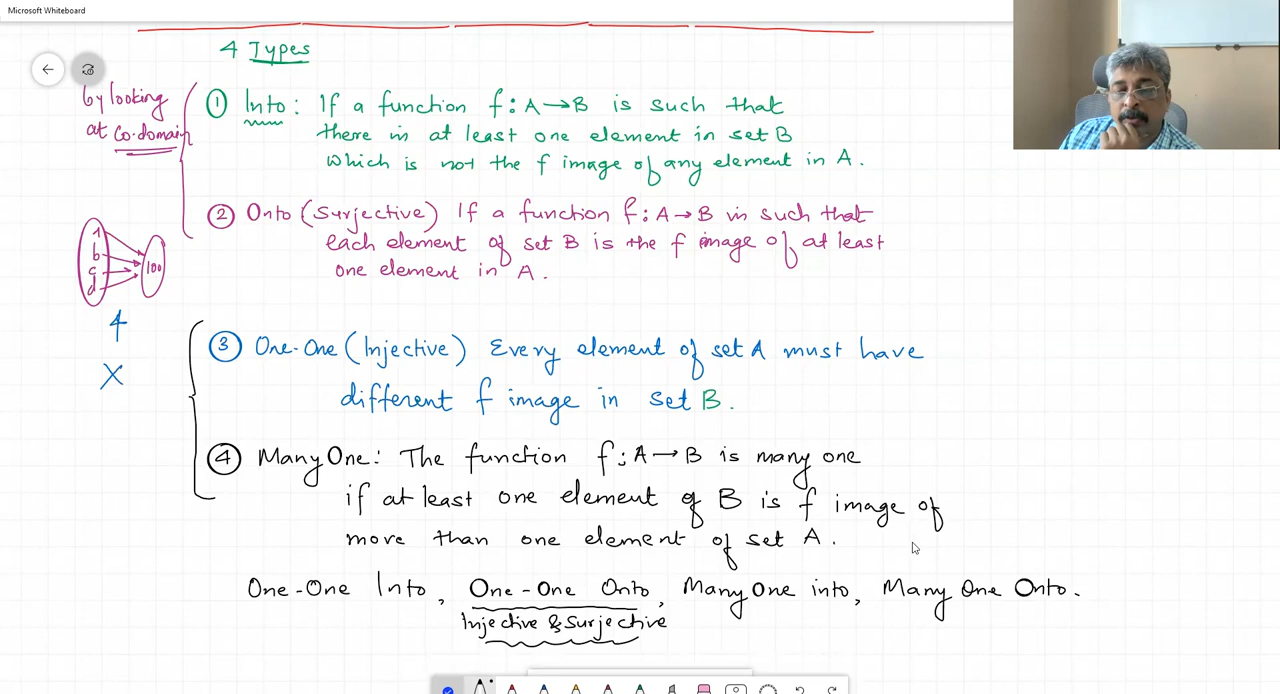 Microsoft Whiteboard
4 Types
by looking
at Co-domain
① Into: If a function f: A→B is such that
there is at least one element in set B
which is not the f image of any element in A.
② Onto (Surjective) If a function f: A→B is such that
each element of set B is the f image of at least
one element in A.
b
c
d
100
4
X
③ One-One (Injective) Every element of set A must have
different f image in set B.
④ Many One: The function f: A→B is many one
if at least one element of B is f image of
more than one element of set A.
One-One Into, One-One Onto, Many One into, Many One Onto.
Injective & Surjective